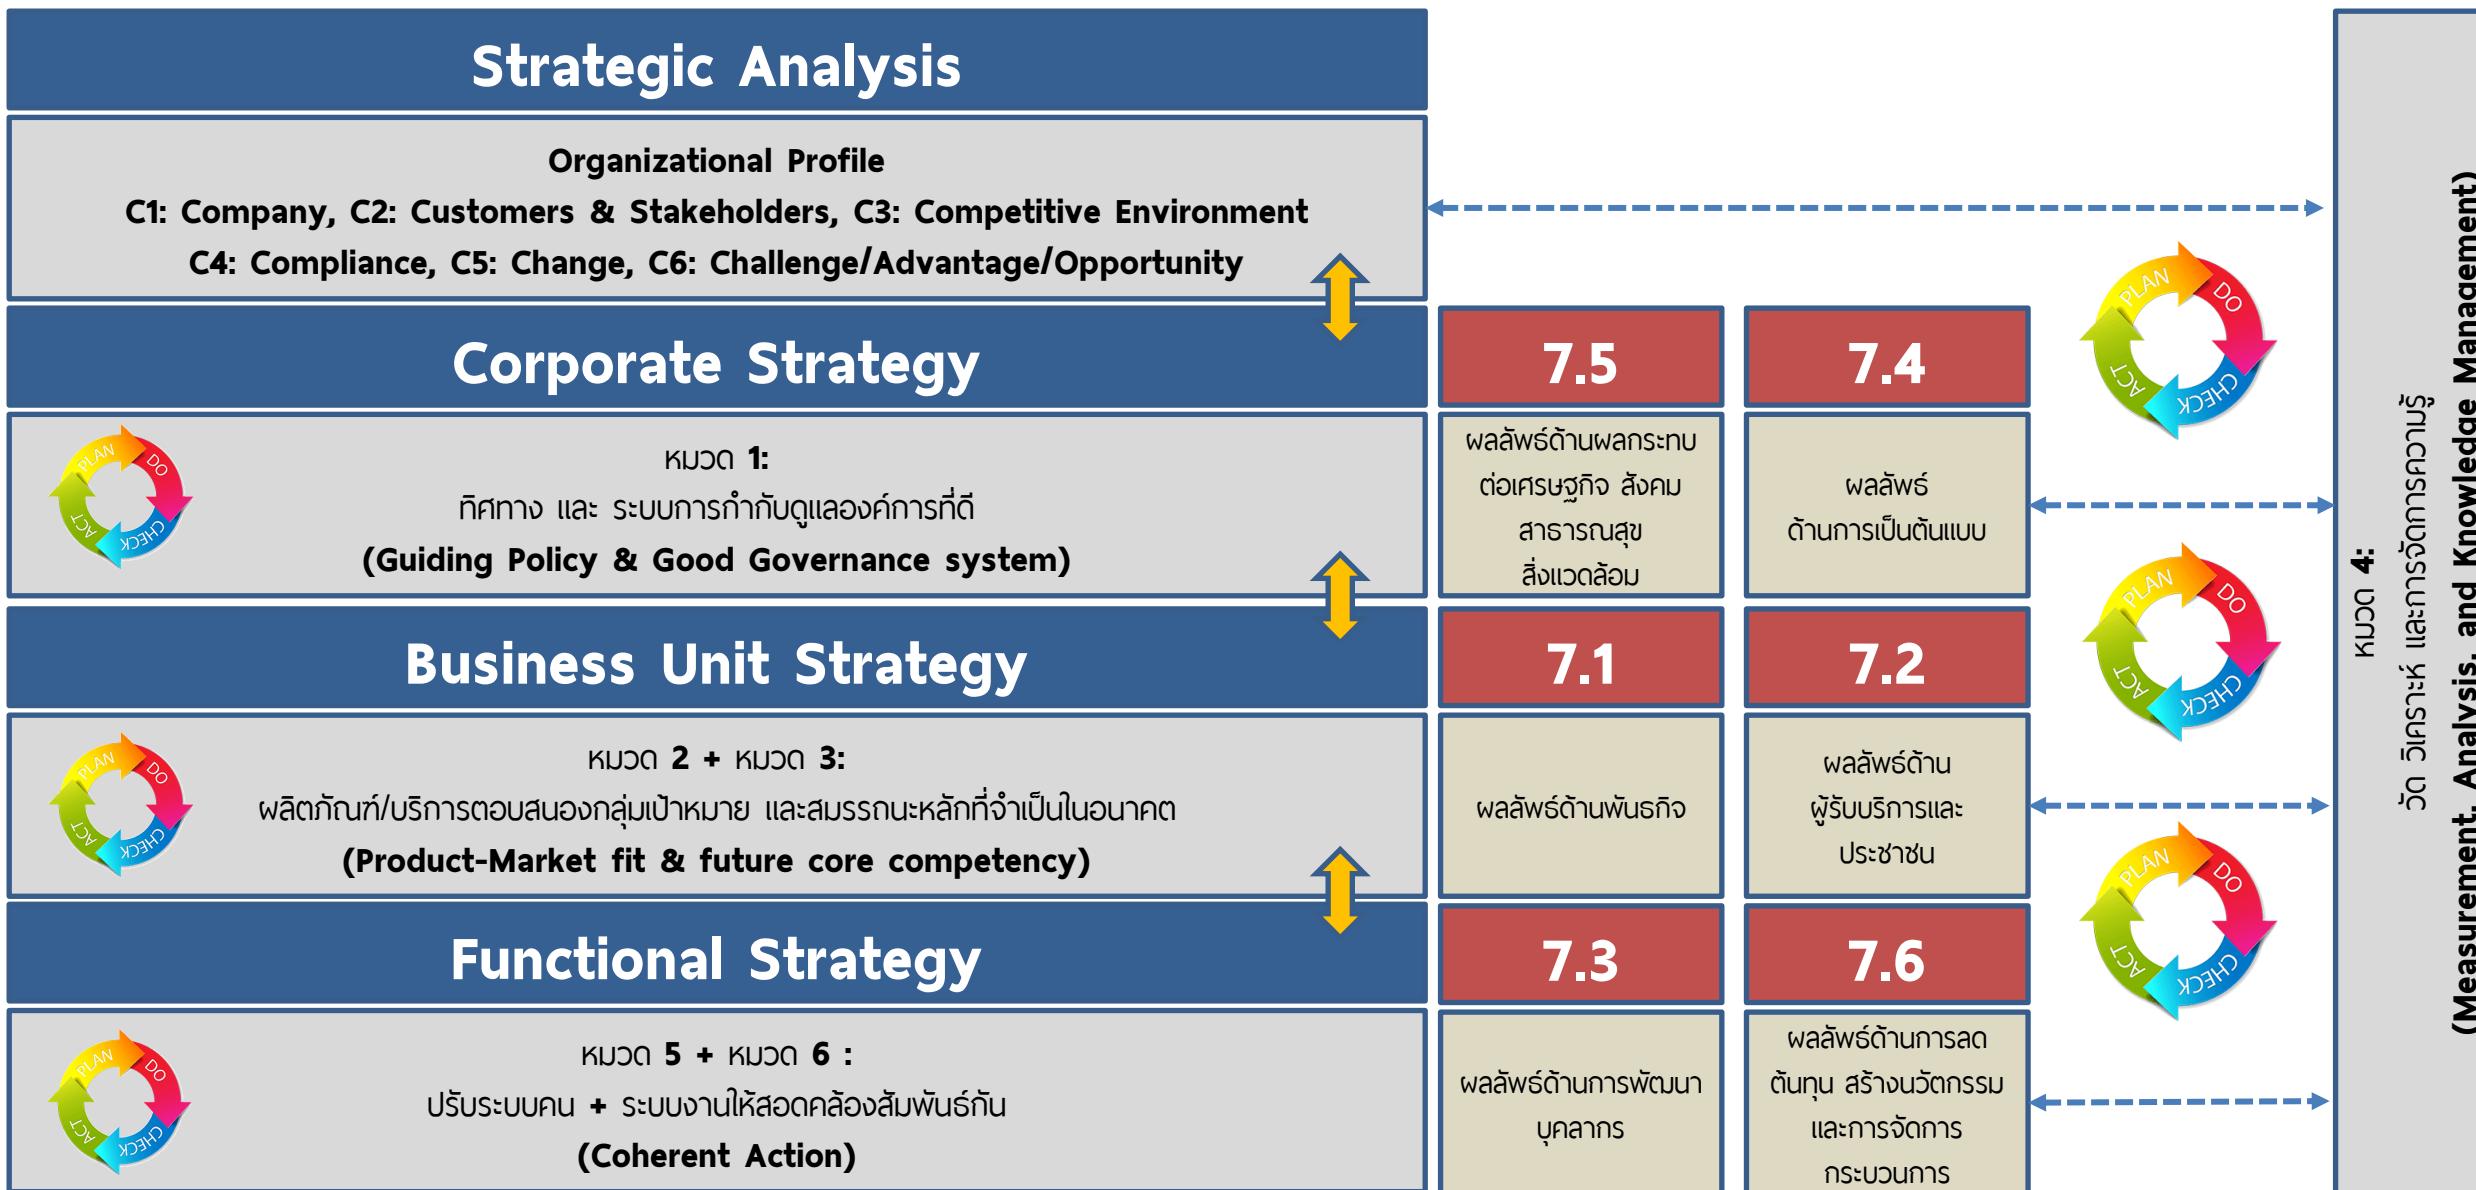 Strategic Analysis
Organizational Profile
C1: Company, C2: Customers & Stakeholders, C3: Competitive Environment
C4: Compliance, C5: Change, C6: Challenge/Advantage/Opportunity
Corporate Strategy
7.5
7.4
PLAN
DO
CHECK
ACT
PLAN
DO
CHECK
ACT
หมวด 1:
ทิศทาง และ ระบบการกำกับดูแลองค์การที่ดี
(Guiding Policy & Good Governance system)
ผลลัพธ์ด้านผลกระทบ
ต่อเศรษฐกิจ สังคม
สาธารณสุข
สิ่งแวดล้อม
ผลลัพธ์
ด้านการเป็นต้นแบบ
Business Unit Strategy
7.1
7.2
PLAN
DO
CHECK
ACT
PLAN
DO
CHECK
ACT
หมวด 2 + หมวด 3:
ผลิตภัณฑ์/บริการตอบสนองกลุ่มเป้าหมาย และสมรรถนะหลักที่จำเป็นในอนาคต
(Product-Market fit & future core competency)
ผลลัพธ์ด้านพันธกิจ
ผลลัพธ์ด้าน
ผู้รับบริการและ
ประชาชน
Functional Strategy
7.3
7.6
PLAN
DO
CHECK
ACT
PLAN
DO
CHECK
ACT
หมวด 5 + หมวด 6 :
ปรับระบบคน + ระบบงานให้สอดคล้องสัมพันธ์กัน
(Coherent Action)
ผลลัพธ์ด้านการพัฒนา
บุคลากร
ผลลัพธ์ด้านการลด
ต้นทุน สร้างนวัตกรรม
และการจัดการ
กระบวนการ
หมวด 4:
วัด วิเคราะห์ และการจัดการความรู้
(Measurement, Analysis, and Knowledge Management)